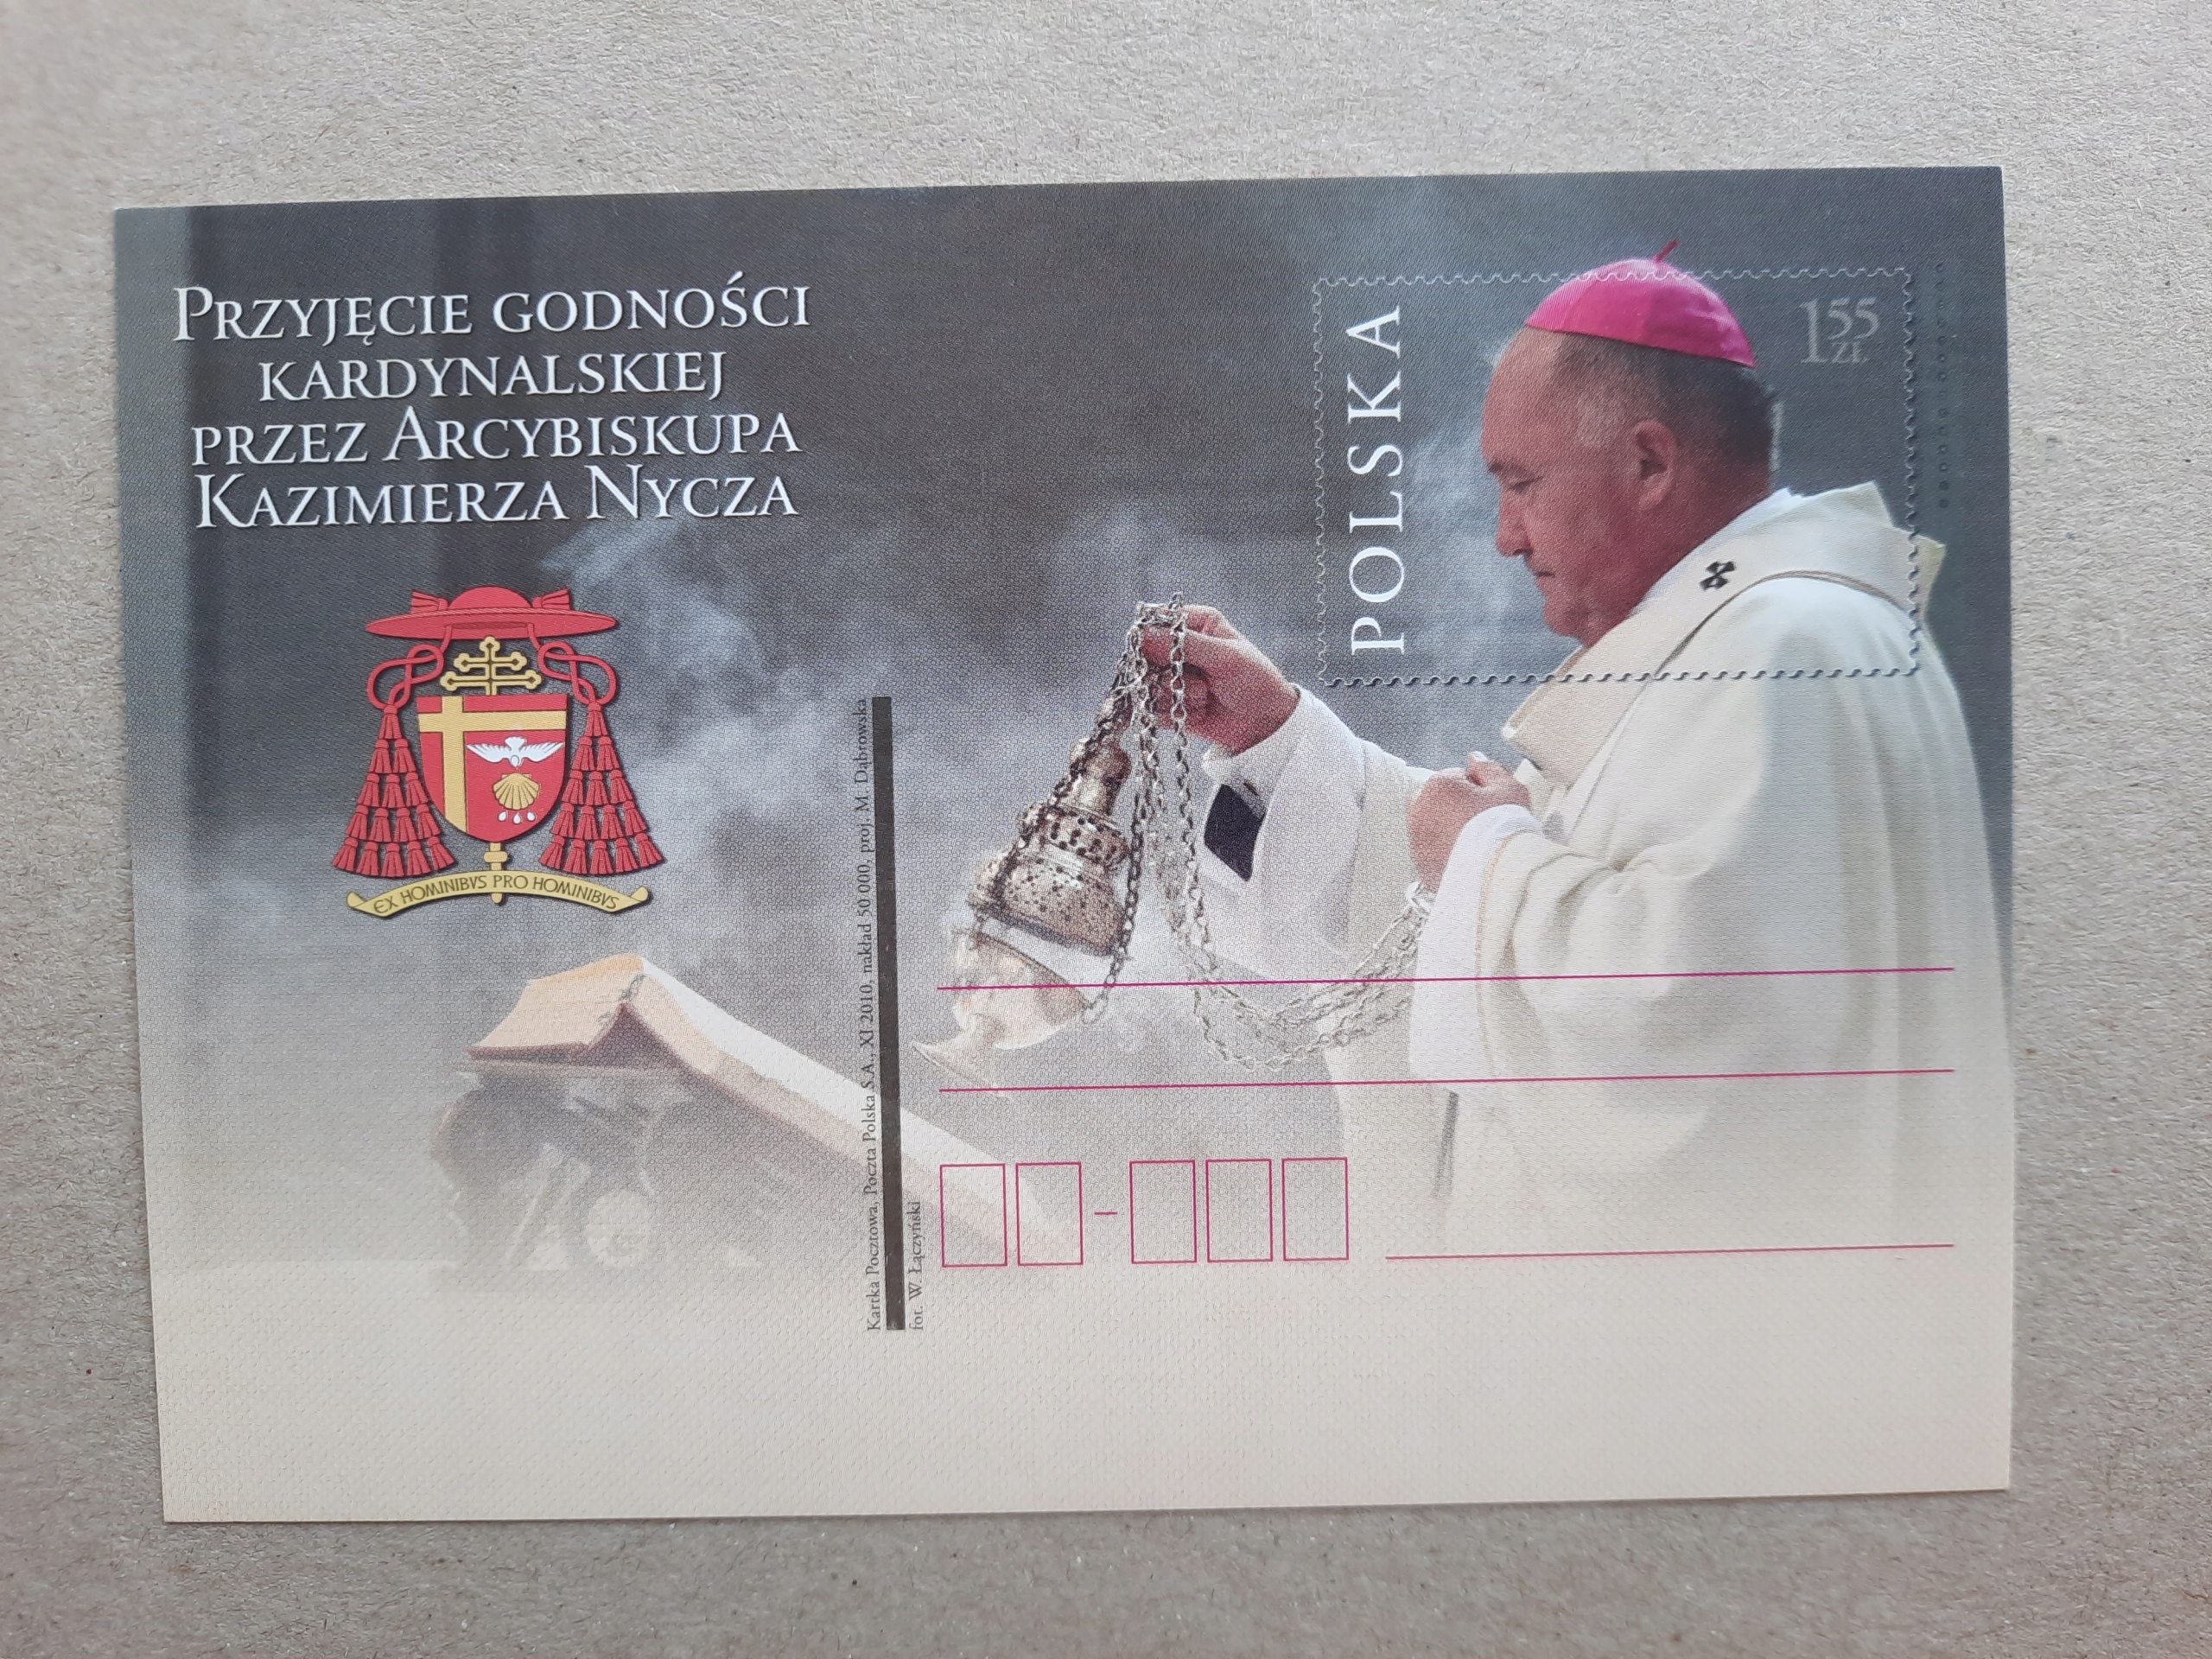 PRZYJĘCIE GODNOŚCI
KARDYNALSKIEJ
PRZEZ ARCYBISKUPA
KAZIMIERZA NYCZA
EX HOMINIBVS PRO HOMINIBVS
Kartka Pocztowa, Poczta Polska S.A., XI 2010, nakład 50 000, proj. M. Dąbrowska
fot. W. Łączyński
POLSKA
1 55
ZŁ